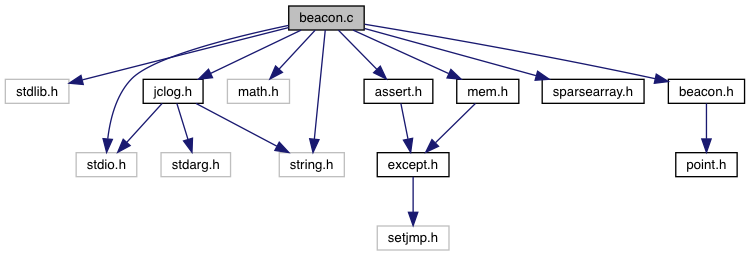 beacon.c
stdlib.h
jclog.h
math.h
assert.h
mem.h
sparsearray.h
beacon.h
stdio.h
stdarg.h
string.h
except.h
point.h
setjmp.h